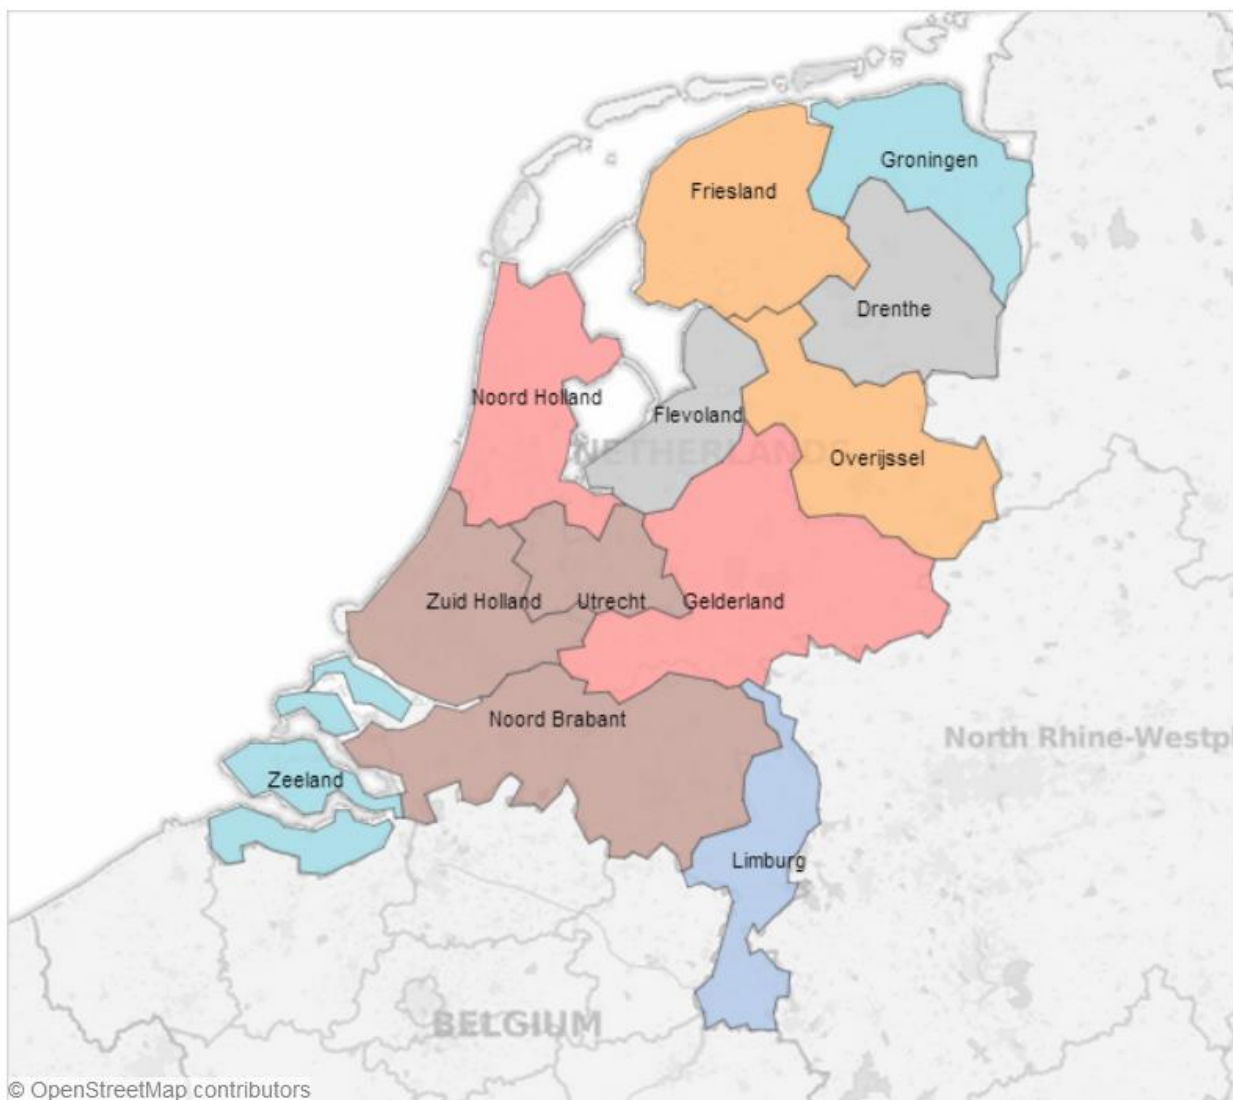 Groningen
Friesland
Drenthe
Noord Holland
Flevoland
NETHERLANDS
Overijssel
Zuid Holland
Utrecht
Gelderland
Noord Brabant
North Rhine-Westp
Zeeland
Limburg
BELGIUM
© OpenStreetMap contributors